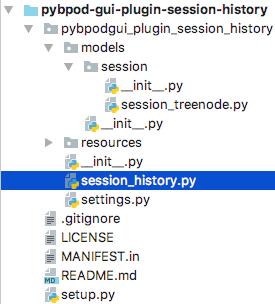 pybpod-gui-plugin-session-history
pybpodgui_plugin_session_history
models
session
__init__.py
session_treenode.py
__init__.py
resources
__init__.py
session_history.py
settings.py
.gitignore
LICENSE
MANIFEST.in
MD README.md
setup.py